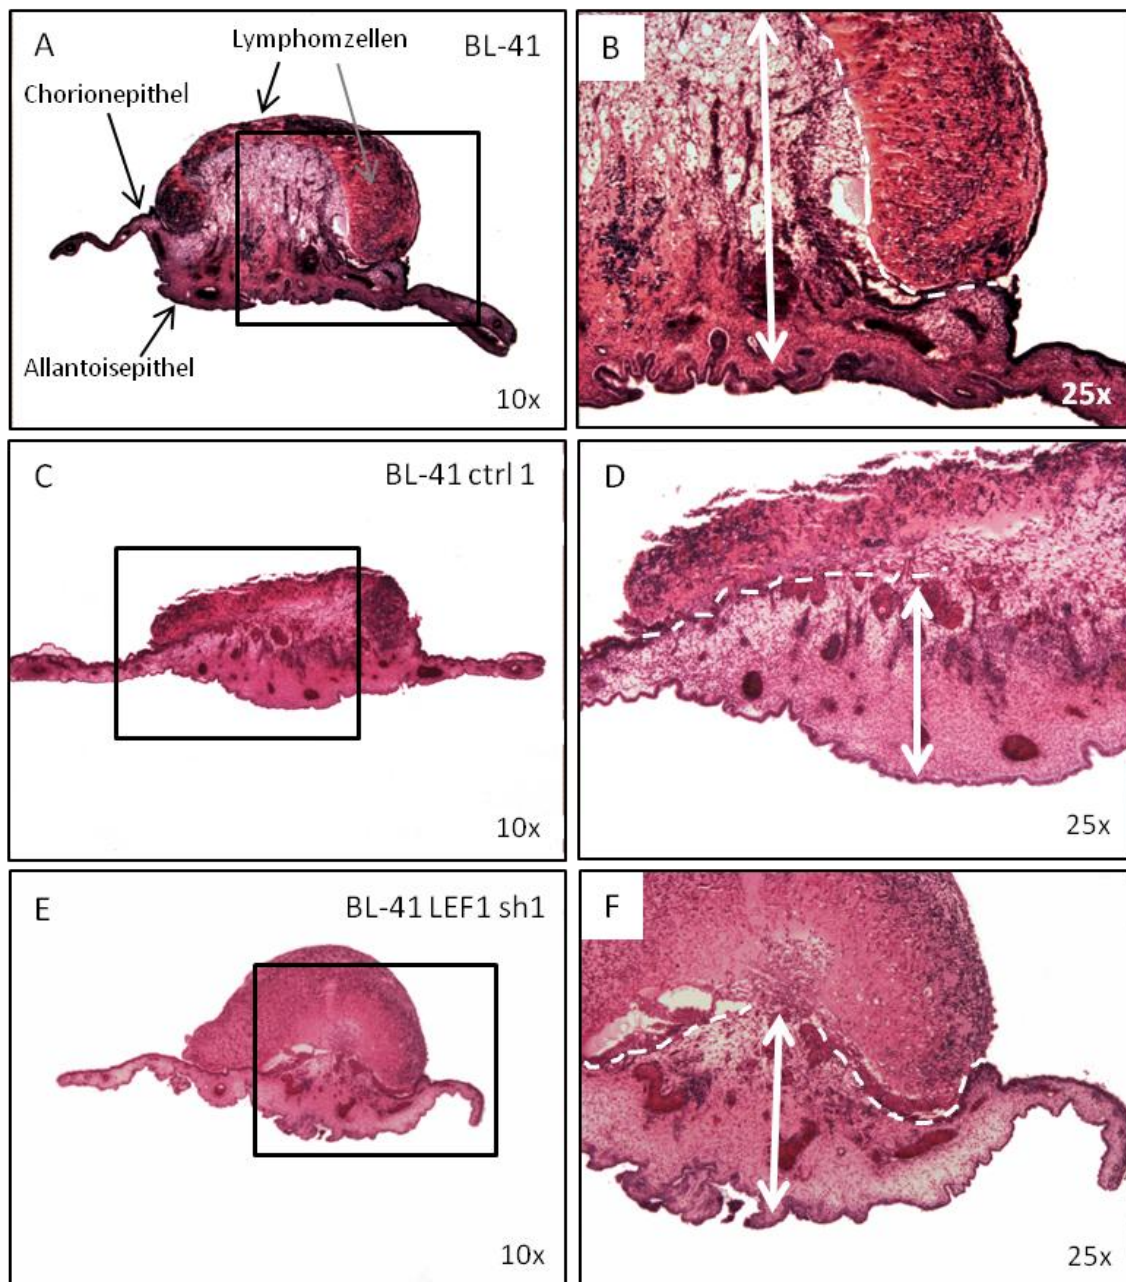 A
Lymphomzellen
BL-41
Chorionepithel
Allantoisepithel
10x
B
25x
C
BL-41 ctrl 1
10x
D
25x
E
BL-41 LEF1 sh1
10x
F
25x